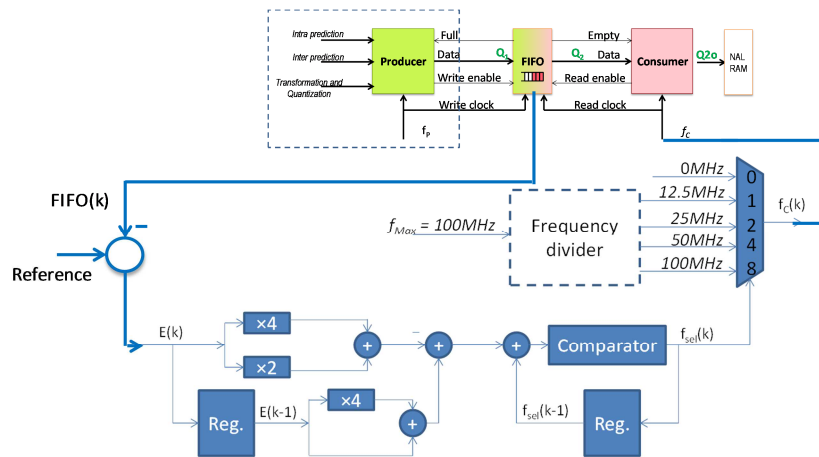 Intra prediction
Inter prediction
Transformation and
Quantization
Producer
Full
Data
Write enable
Write clock
fP
Q1
FIFO
Q2
Empty
Data
Read enable
Read clock
Consumer
fC
Q2o
NAL
RAM
FIFO(k)
−
Reference
fMax = 100MHz
Frequency
divider
0MHz
12.5MHz
25MHz
50MHz
100MHz
0
1
2
4
8
fC(k)
E(k)
×4
×2
+
−
+
+
Comparator
fsel(k)
Reg.
E(k-1)
×4
+
fsel(k-1)
Reg.